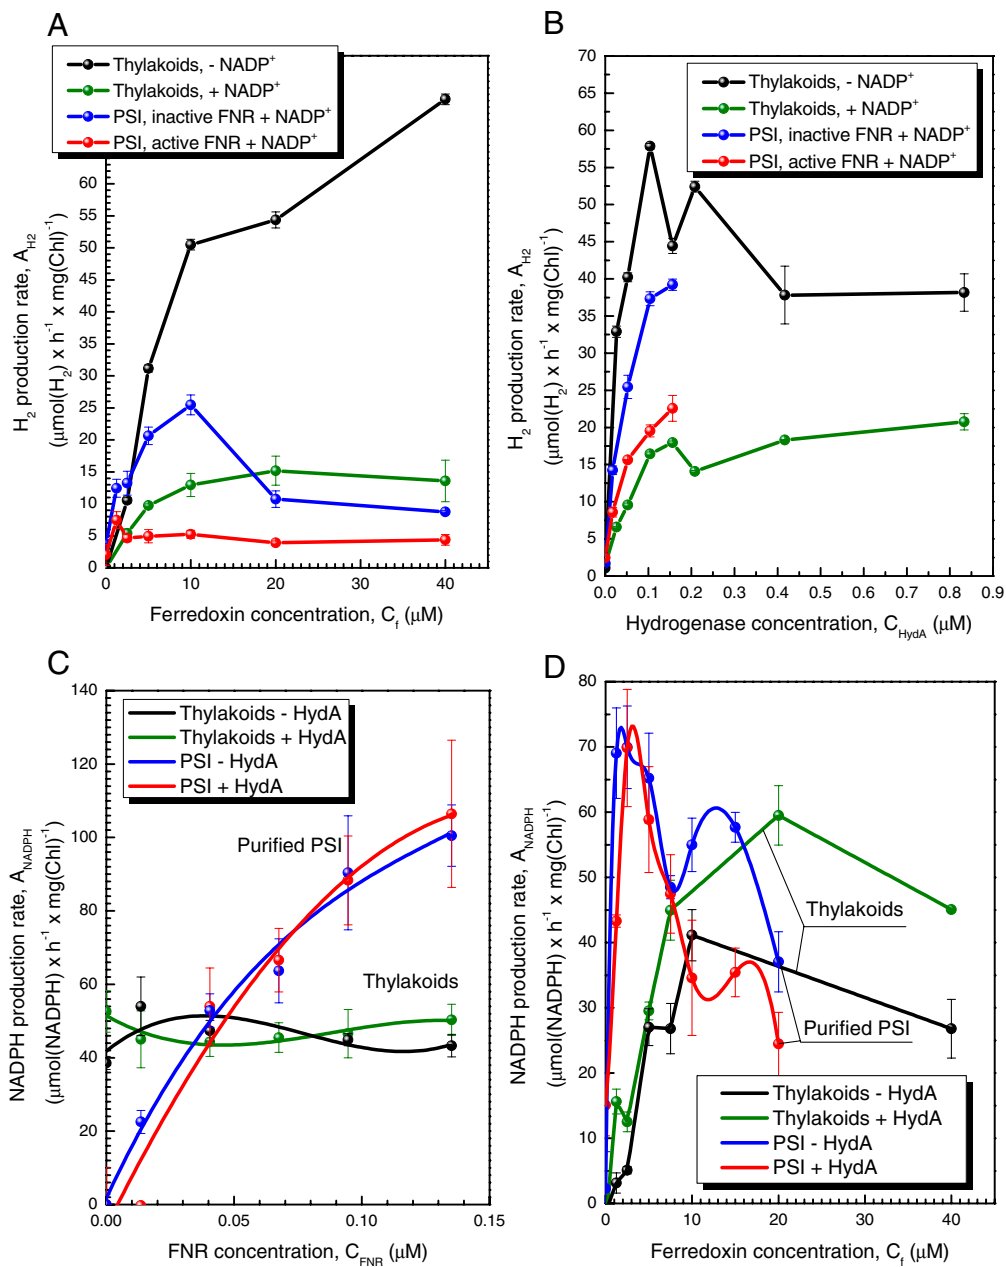 A
Thylakoids, - NADP⁺
Thylakoids, + NADP⁺
PSI, inactive FNR + NADP⁺
PSI, active FNR + NADP⁺
60
55
50
45
40
35
30
25
20
15
10
5
0
0
10
20
30
40
H₂ production rate, A_H2
(μmol(H₂) x h⁻¹ x mg(Chl)⁻¹
Ferredoxin concentration, C_f (μM)
B
Thylakoids, - NADP⁺
Thylakoids, + NADP⁺
PSI, inactive FNR + NADP⁺
PSI, active FNR + NADP⁺
70
65
60
55
50
45
40
35
30
25
20
15
10
5
0
0.0 0.1 0.2 0.3 0.4 0.5 0.6 0.7 0.8 0.9
H₂ production rate, A_H2
(μmol(H₂) x h⁻¹ x mg(Chl)⁻¹
Hydrogenase concentration, C_HydA (μM)
C
Thylakoids - HydA
Thylakoids + HydA
PSI - HydA
PSI + HydA
Purified PSI
Thylakoids
140
120
100
80
60
40
20
0
0.00 0.05 0.10 0.15
NADPH production rate, A_NADPH
(μmol(NADPH) x h⁻¹ x mg(Chl)⁻¹
FNR concentration, C_FNR (μM)
D
80
70
60
50
40
30
20
10
0
0 10 20 30 40
Thylakoids
Purified PSI
Thylakoids - HydA
Thylakoids + HydA
PSI - HydA
PSI + HydA
NADPH production rate, A_NADPH
(μmol(NADPH) x h⁻¹ x mg(Chl)⁻¹
Ferredoxin concentration, C_f (μM)